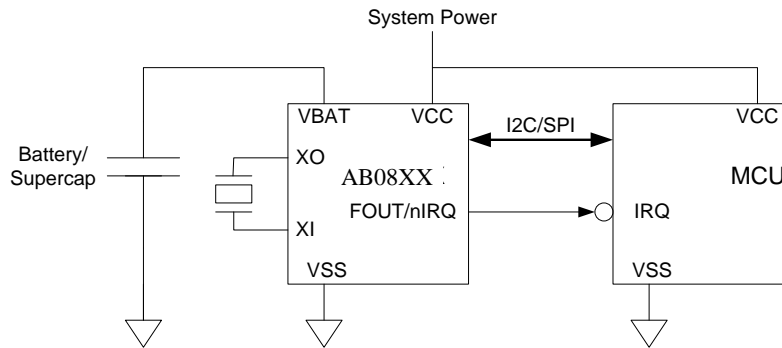 System Power
VBAT
VCC
I2C/SPI
VCC
Battery/
Supercap
XO
AB08XX
MCU
FOUT/nIRQ
IRQ
XI
VSS
VSS